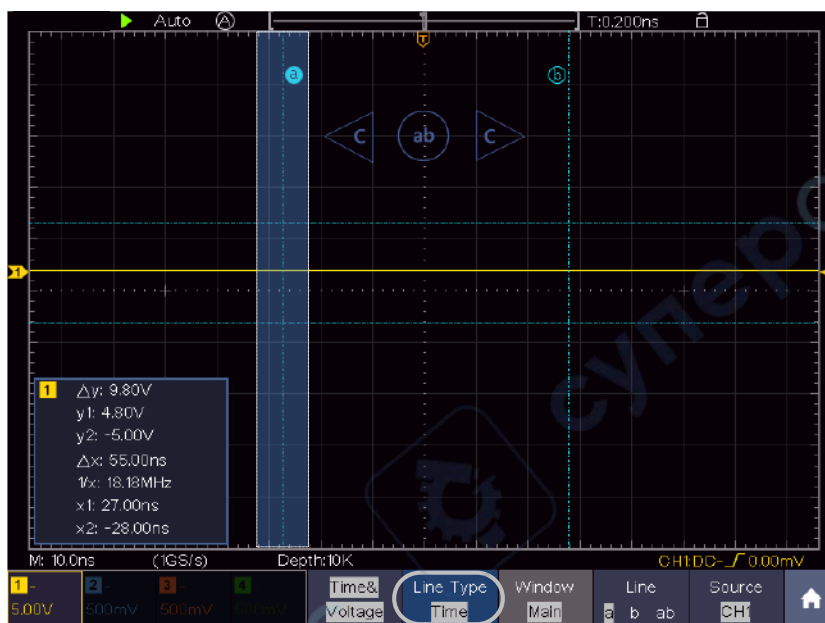 Auto A T:0.200ns
T
a b
C ab C
1
1 △y: 9.80V
y1: 4.80V
y2: -5.00V
△x: 55.00ns
1/x: 18.18MHz
x1: 27.00ns
x2: -28.00ns
M: 10.0ns (1GS/s) Depth:10K CH1:DC- 0.00mV
1 - 2 - 3 - 4 Time& Line Type Window Line Source
5.00V 500mV 500mV Voltage Time Main a b ab CH1
суперс